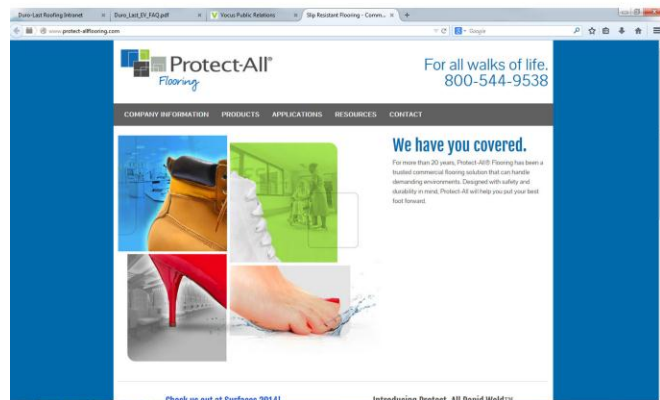 Duro-Last Roofing Intranet
Duro_Last_EV_FAQ.pdf
Vocus Public Relations
Slip Resistant Flooring - Comm...
www.protect-allflooring.com
Google
Protect-All®
Flooring
For all walks of life.
800-544-9538
COMPANY INFORMATION PRODUCTS APPLICATIONS RESOURCES CONTACT
We have you covered.
For more than 20 years, Protect-All® Flooring has been a
trusted commercial flooring solution that can handle
demanding environments. Designed with safety and
durability in mind, Protect-All will help you put your best
foot forward.
Check us out at Surfaces 2014!
Introducing Protect-All Rapid Weld™